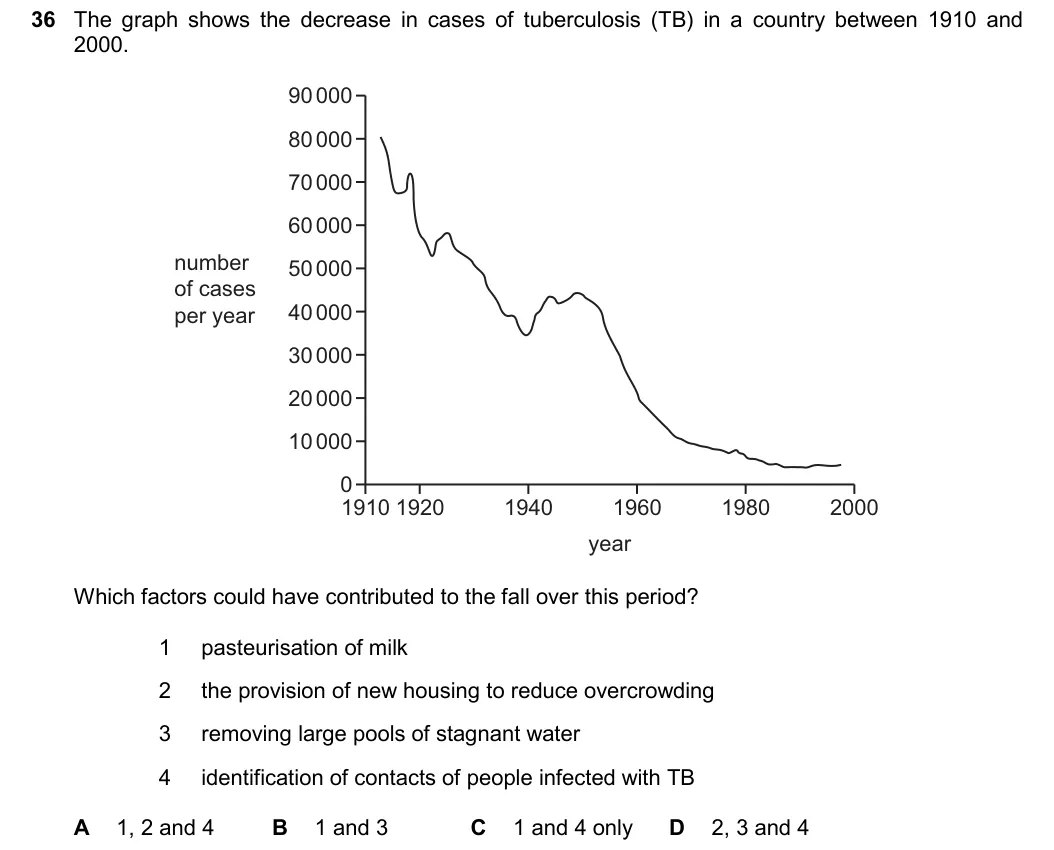 36 The graph shows the decrease in cases of tuberculosis (TB) in a country between 1910 and
2000.
90 000
80 000
70 000
60 000
50 000
40 000
30 000
20 000
10 000
0
number
of cases
per year
1910 1920 1940 1960 1980 2000
year
Which factors could have contributed to the fall over this period?
1 pasteurisation of milk
2 the provision of new housing to reduce overcrowding
3 removing large pools of stagnant water
4 identification of contacts of people infected with TB
A 1, 2 and 4 B 1 and 3 C 1 and 4 only D 2, 3 and 4